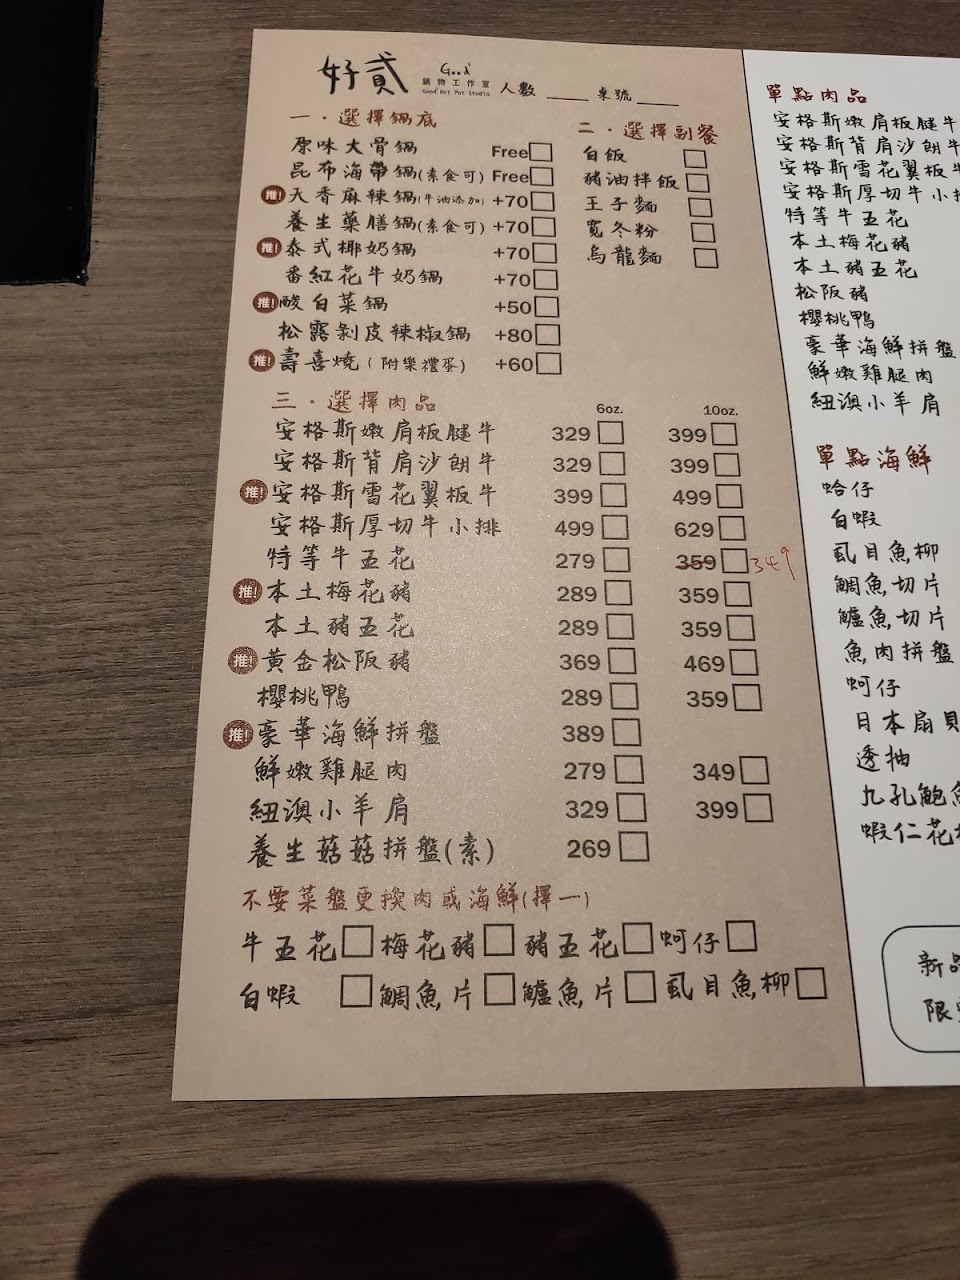 好貳 Good² 鍋物工作室 Good² Hot Pot Studio 人數 ____ 桌號 ____
一・選擇鍋底
原味大骨鍋 Free□
昆布海帶鍋(素食可) Free□
推! 天香麻辣鍋(牛油添加) +70□
養生藥膳鍋(素食可) +70□
推! 泰式椰奶鍋 +70□
番紅花牛奶鍋 +70□
推! 酸白菜鍋 +50□
松露剝皮辣椒鍋 +80□
推! 壽喜燒(附樂禮蛋) +60□
二・選擇副餐
白飯 □
豬油拌飯 □
王子麵 □
寬冬粉 □
烏龍麵 □
三・選擇肉品 6oz. 10oz.
安格斯嫩肩板腱牛 329□ 399□
安格斯背肩沙朗牛 329□ 399□
推! 安格斯雪花翼板牛 399□ 499□
安格斯厚切牛小排 499□ 629□
特等牛五花 279□ 359□ 349
推! 本土梅花豬 289□ 359□
本土豬五花 289□ 359□
推! 黃金松阪豬 369□ 469□
櫻桃鴨 289□ 359□
推! 豪華海鮮拼盤 389□
鮮嫩雞腿肉 279□ 349□
紐澳小羊肩 329□ 399□
養生菇菇拼盤(素) 269□
不要菜盤更換肉或海鮮(擇一)
牛五花□ 梅花豬□ 豬五花□ 蚵仔□
白蝦□ 鯛魚片□ 鱸魚片□ 虱目魚柳□
單點肉品
安格斯嫩肩板腱牛
安格斯背肩沙朗牛
安格斯雪花翼板牛
安格斯厚切牛小排
特等牛五花
本土梅花豬
本土豬五花
松阪豬
櫻桃鴨
豪華海鮮拼盤
鮮嫩雞腿肉
紐澳小羊肩
單點海鮮
蛤仔
白蝦
虱目魚柳
鯛魚切片
鱸魚切片
魚肉拼盤
蚵仔
日本扇貝
透抽
九孔鮑魚
蝦仁花
新品
限